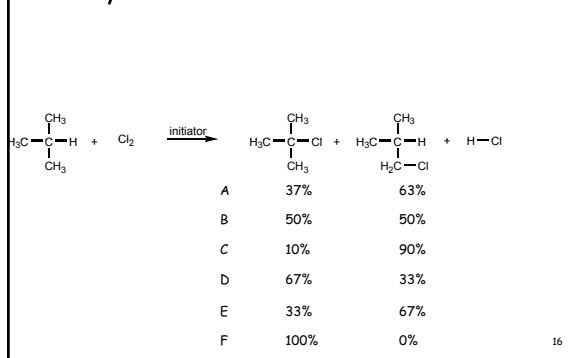 CH3 CH3 CH3
H3C C H + Cl2 initiator H3C C Cl + H3C C H + H Cl
CH3 CH3 H2C Cl
A 37% 63%
B 50% 50%
C 10% 90%
D 67% 33%
E 33% 67%
F 100% 0%
16